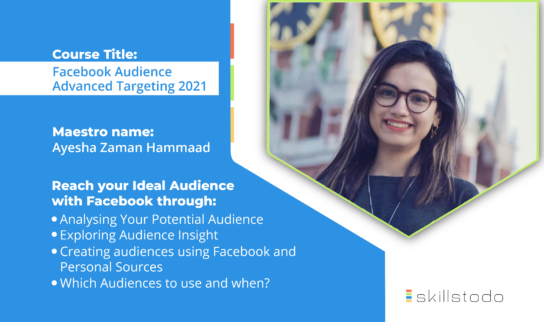 Course Title:
Facebook Audience
Advanced Targeting 2021
Maestro name:
Ayesha Zaman Hammaad
Reach your Ideal Audience
with Facebook through:
• Analysing Your Potential Audience
• Exploring Audience Insight
• Creating audiences using Facebook and
Personal Sources
• Which Audiences to use and when?
skillstodo